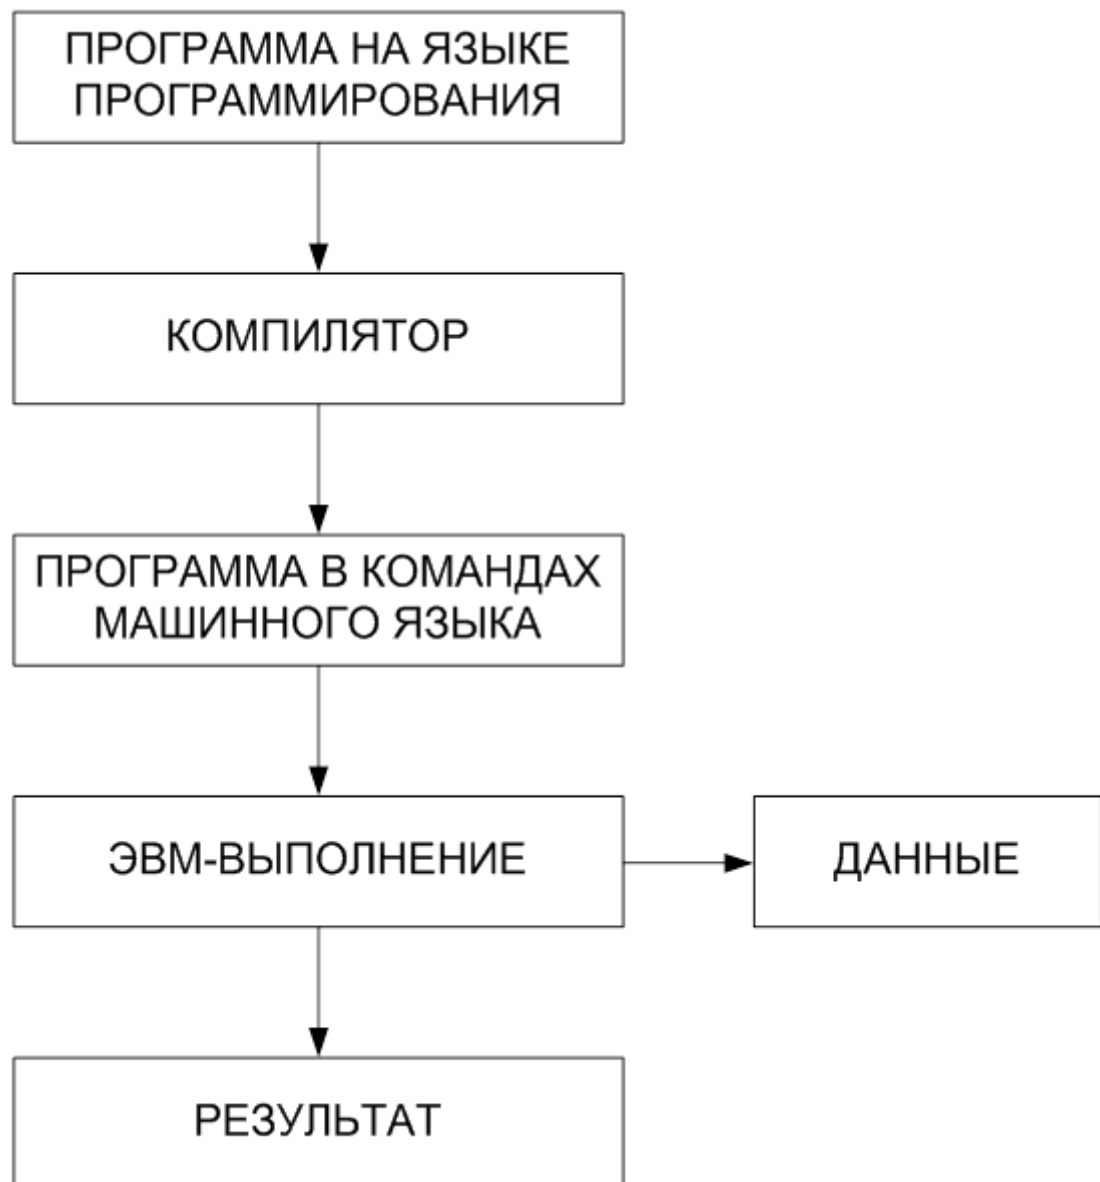 ПРОГРАММА НА ЯЗЫКЕ
ПРОГРАММИРОВАНИЯ
КОМПИЛЯТОР
ПРОГРАММА В КОМАНДАХ
МАШИННОГО ЯЗЫКА
ЭВМ-ВЫПОЛНЕНИЕ
ДАННЫЕ
РЕЗУЛЬТАТ